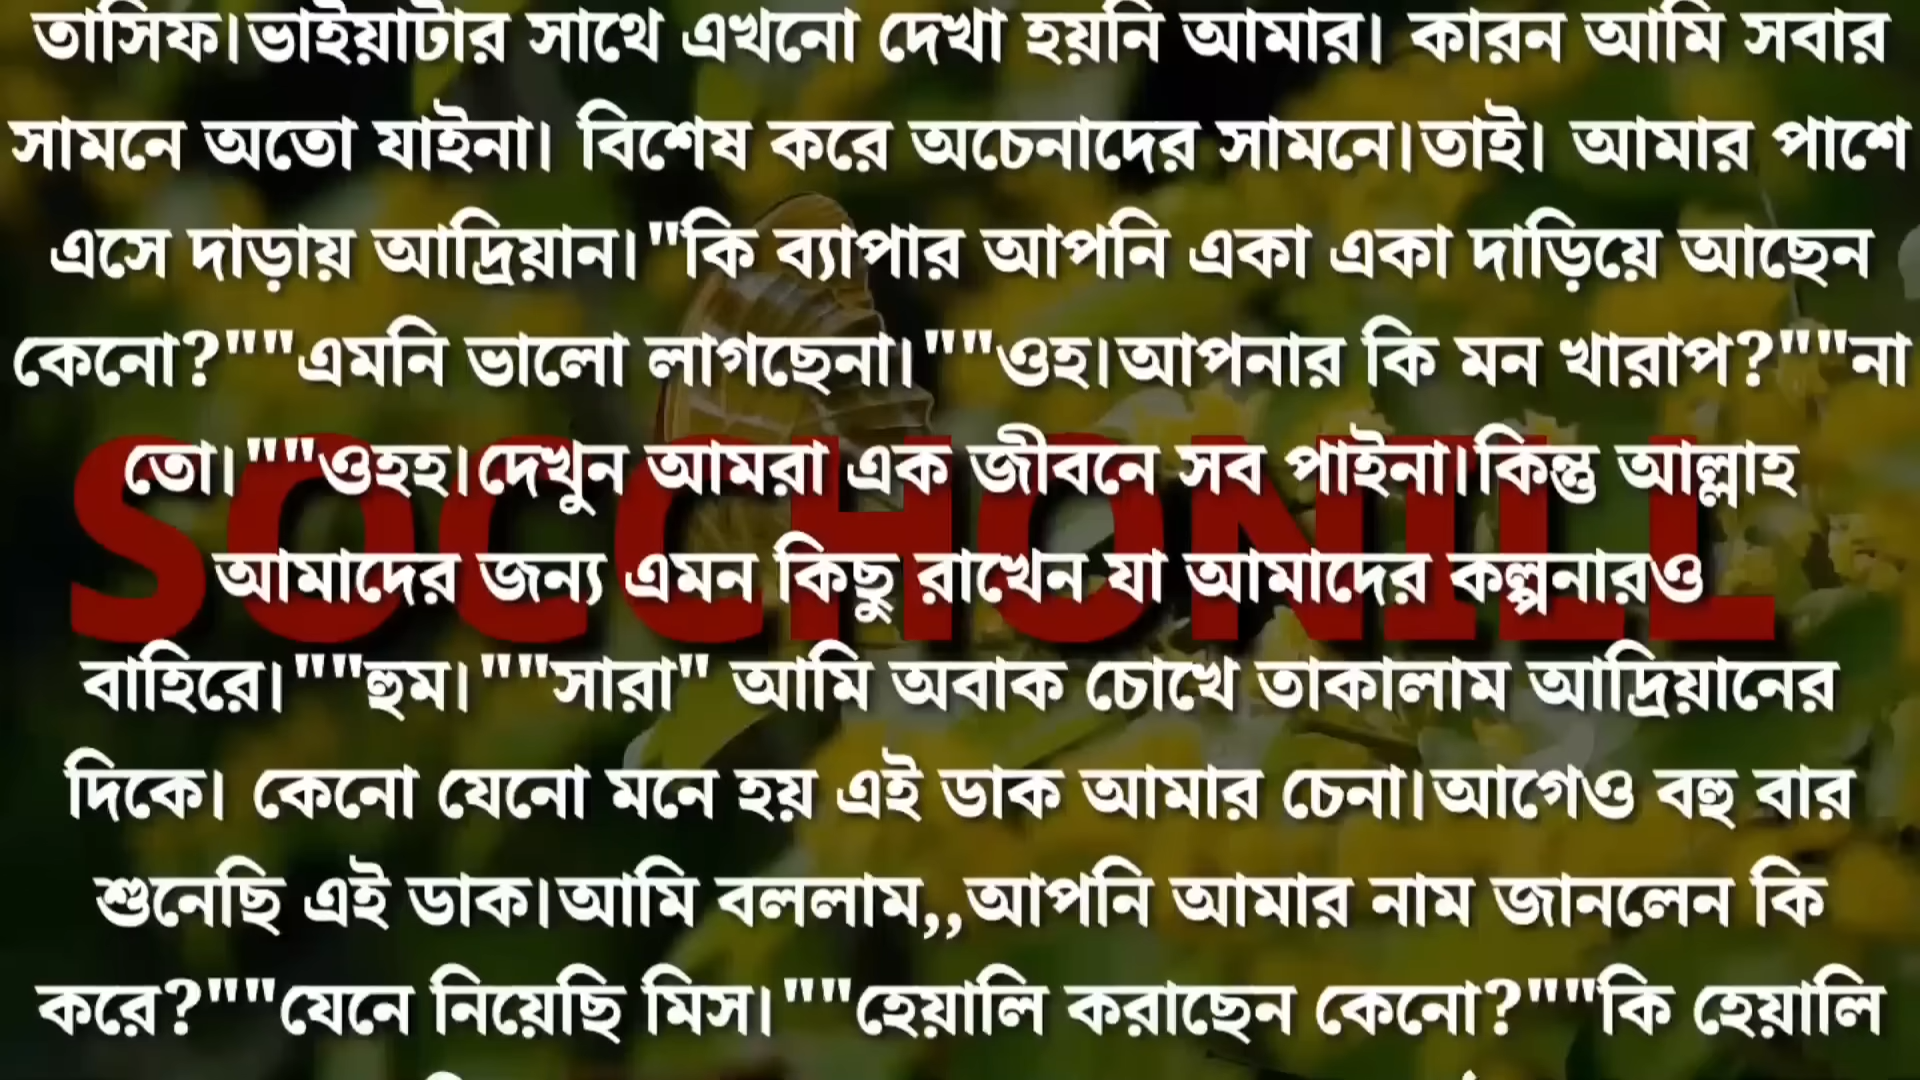 তাসিফ।ভাইয়াটার সাথে এখনো দেখা হয়নি আমার। কারন আমি সবার
সামনে অতো যাইনা। বিশেষ করে অচেনাদের সামনে।তাই। আমার পাশে
এসে দাড়ায় আদ্রিয়ান।"কি ব্যাপার আপনি একা একা দাড়িয়ে আছেন
কেনো?""এমনি ভালো লাগছেনা।""ওহ।আপনার কি মন খারাপ?""না
তো।""ওহহ।দেখুন আমরা এক জীবনে সব পাইনা।কিন্তু আল্লাহ
SOCCHONILL
আমাদের জন্য এমন কিছু রাখেন যা আমাদের কল্পনারও
বাহিরে।""হুম।""সারা" আমি অবাক চোখে তাকালাম আদ্রিয়ানের
দিকে। কেনো যেনো মনে হয় এই ডাক আমার চেনা।আগেও বহু বার
শুনেছি এই ডাক।আমি বললাম,,আপনি আমার নাম জানলেন কি
করে?""যেনে নিয়েছি মিস।""হেয়ালি করাছেন কেনো?""কি হেয়ালি